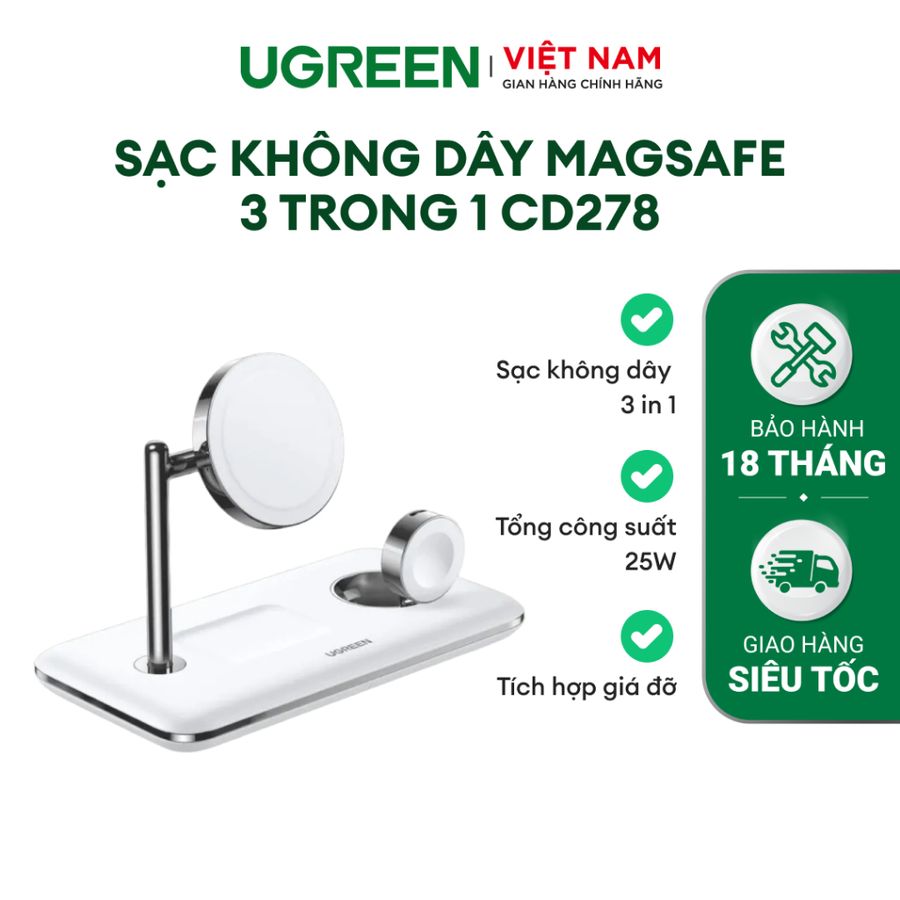 UGREEN
VIỆT NAM
GIAN HÀNG CHÍNH HÃNG
SẠC KHÔNG DÂY MAGSAFE
3 TRONG 1 CD278
Sạc không dây
3 in 1
Tổng công suất
25W
Tích hợp giá đỡ
BẢO HÀNH
18 THÁNG
GIAO HÀNG
SIÊU TỐC
UGREEN